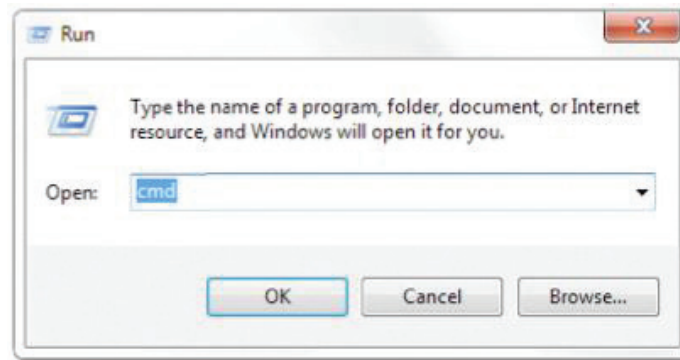 Run
Type the name of a program, folder, document, or Internet
resource, and Windows will open it for you.
Open: cmd
OK Cancel Browse...